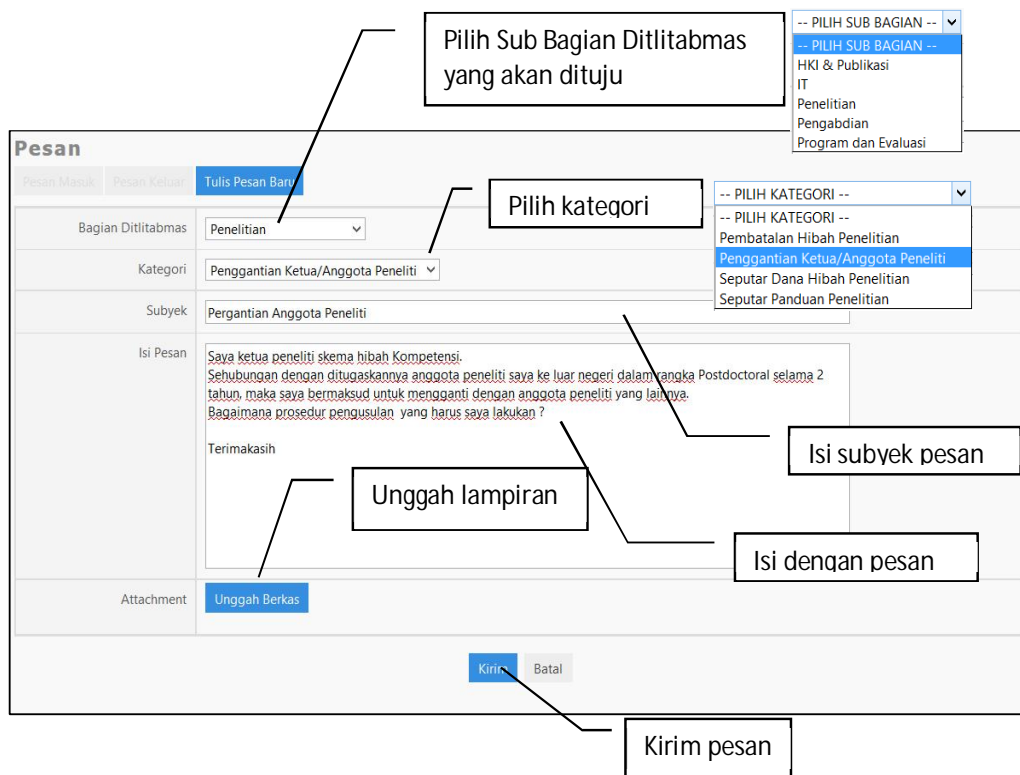 Pilih Sub Bagian Ditlitabmas
yang akan dituju
-- PILIH SUB BAGIAN --
-- PILIH SUB BAGIAN --
HKI & Publikasi
IT
Penelitian
Pengabdian
Program dan Evaluasi
Pesan
Pesan Masuk
Pesan Keluar
Tulis Pesan Baru
Pilih kategori
-- PILIH KATEGORI --
-- PILIH KATEGORI --
Pembatalan Hibah Penelitian
Penggantian Ketua/Anggota Peneliti
Seputar Dana Hibah Penelitian
Seputar Panduan Penelitian
Bagian Ditlitabmas
Penelitian
Kategori
Penggantian Ketua/Anggota Peneliti
Subyek
Pergantian Anggota Peneliti
Isi Pesan
Saya ketua peneliti skema hibah Kompetensi.
Sehubungan dengan ditugaskannya anggota peneliti saya ke luar negeri dalam rangka Postdoctoral selama 2
tahun, maka saya bermaksud untuk mengganti dengan anggota peneliti yang lainnya.
Bagaimana prosedur pengusulan yang harus saya lakukan ?
Terimakasih
Isi subyek pesan
Unggah lampiran
Isi dengan pesan
Attachment
Unggah Berkas
Kirim
Batal
Kirim pesan